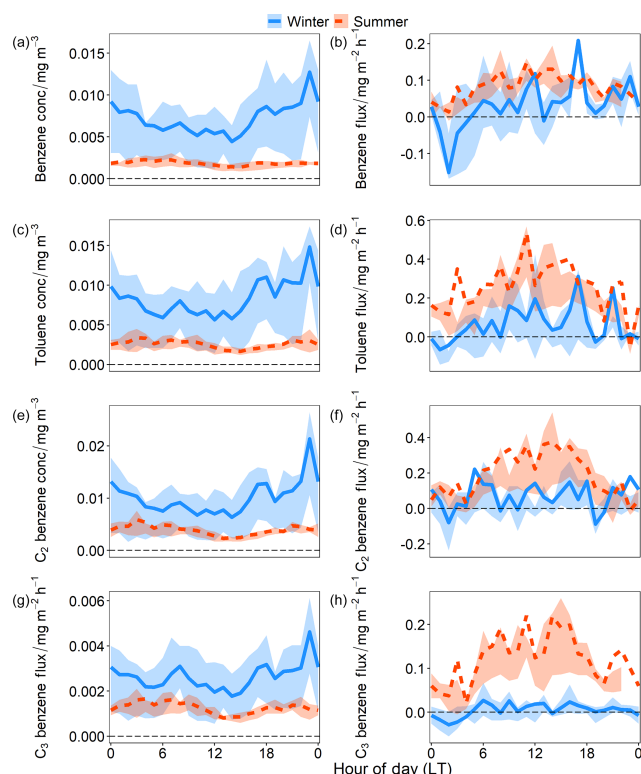 Winter Summer
(a)
Benzene conc/mg m⁻³
0.015
0.010
0.005
0.000
(b)
Benzene flux/mg m⁻² h⁻¹
0.2
0.1
0.0
-0.1
(c)
Toluene conc/mg m⁻³
0.015
0.010
0.005
0.000
(d)
Toluene flux/mg m⁻² h⁻¹
0.6
0.4
0.2
0.0
(e)
C₂ benzene conc/mg m⁻³
0.02
0.01
0.00
(f)
C₂ benzene flux/mg m⁻² h⁻¹
0.4
0.2
0.0
-0.2
(g)
C₃ benzene flux/mg m⁻² h⁻¹
0.006
0.004
0.002
0.000
0 6 12 18 0
(h)
C₃ benzene flux/mg m⁻² h⁻¹
0.2
0.1
0.0
0 6 12 18 0
Hour of day (LT)